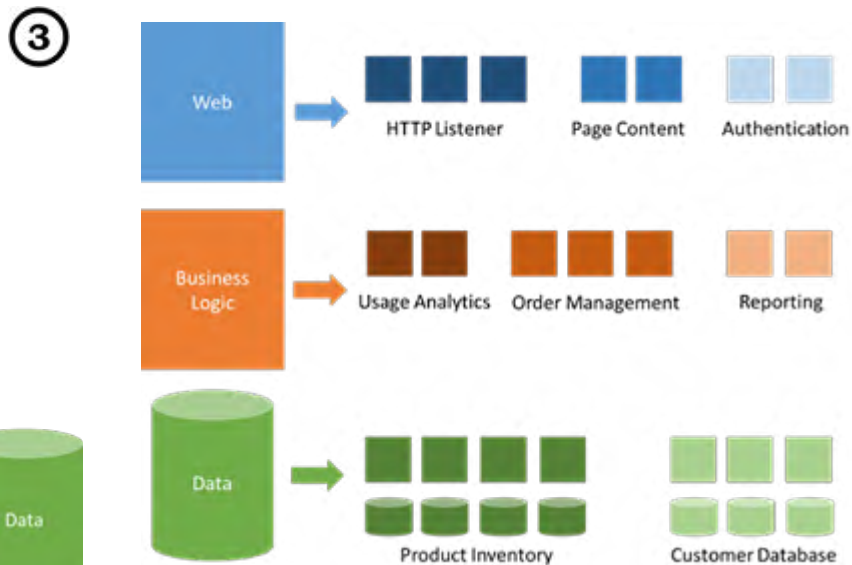 3
Web
HTTP Listener
Page Content
Authentication
Business
Logic
Usage Analytics
Order Management
Reporting
Data
Data
Product Inventory
Customer Database